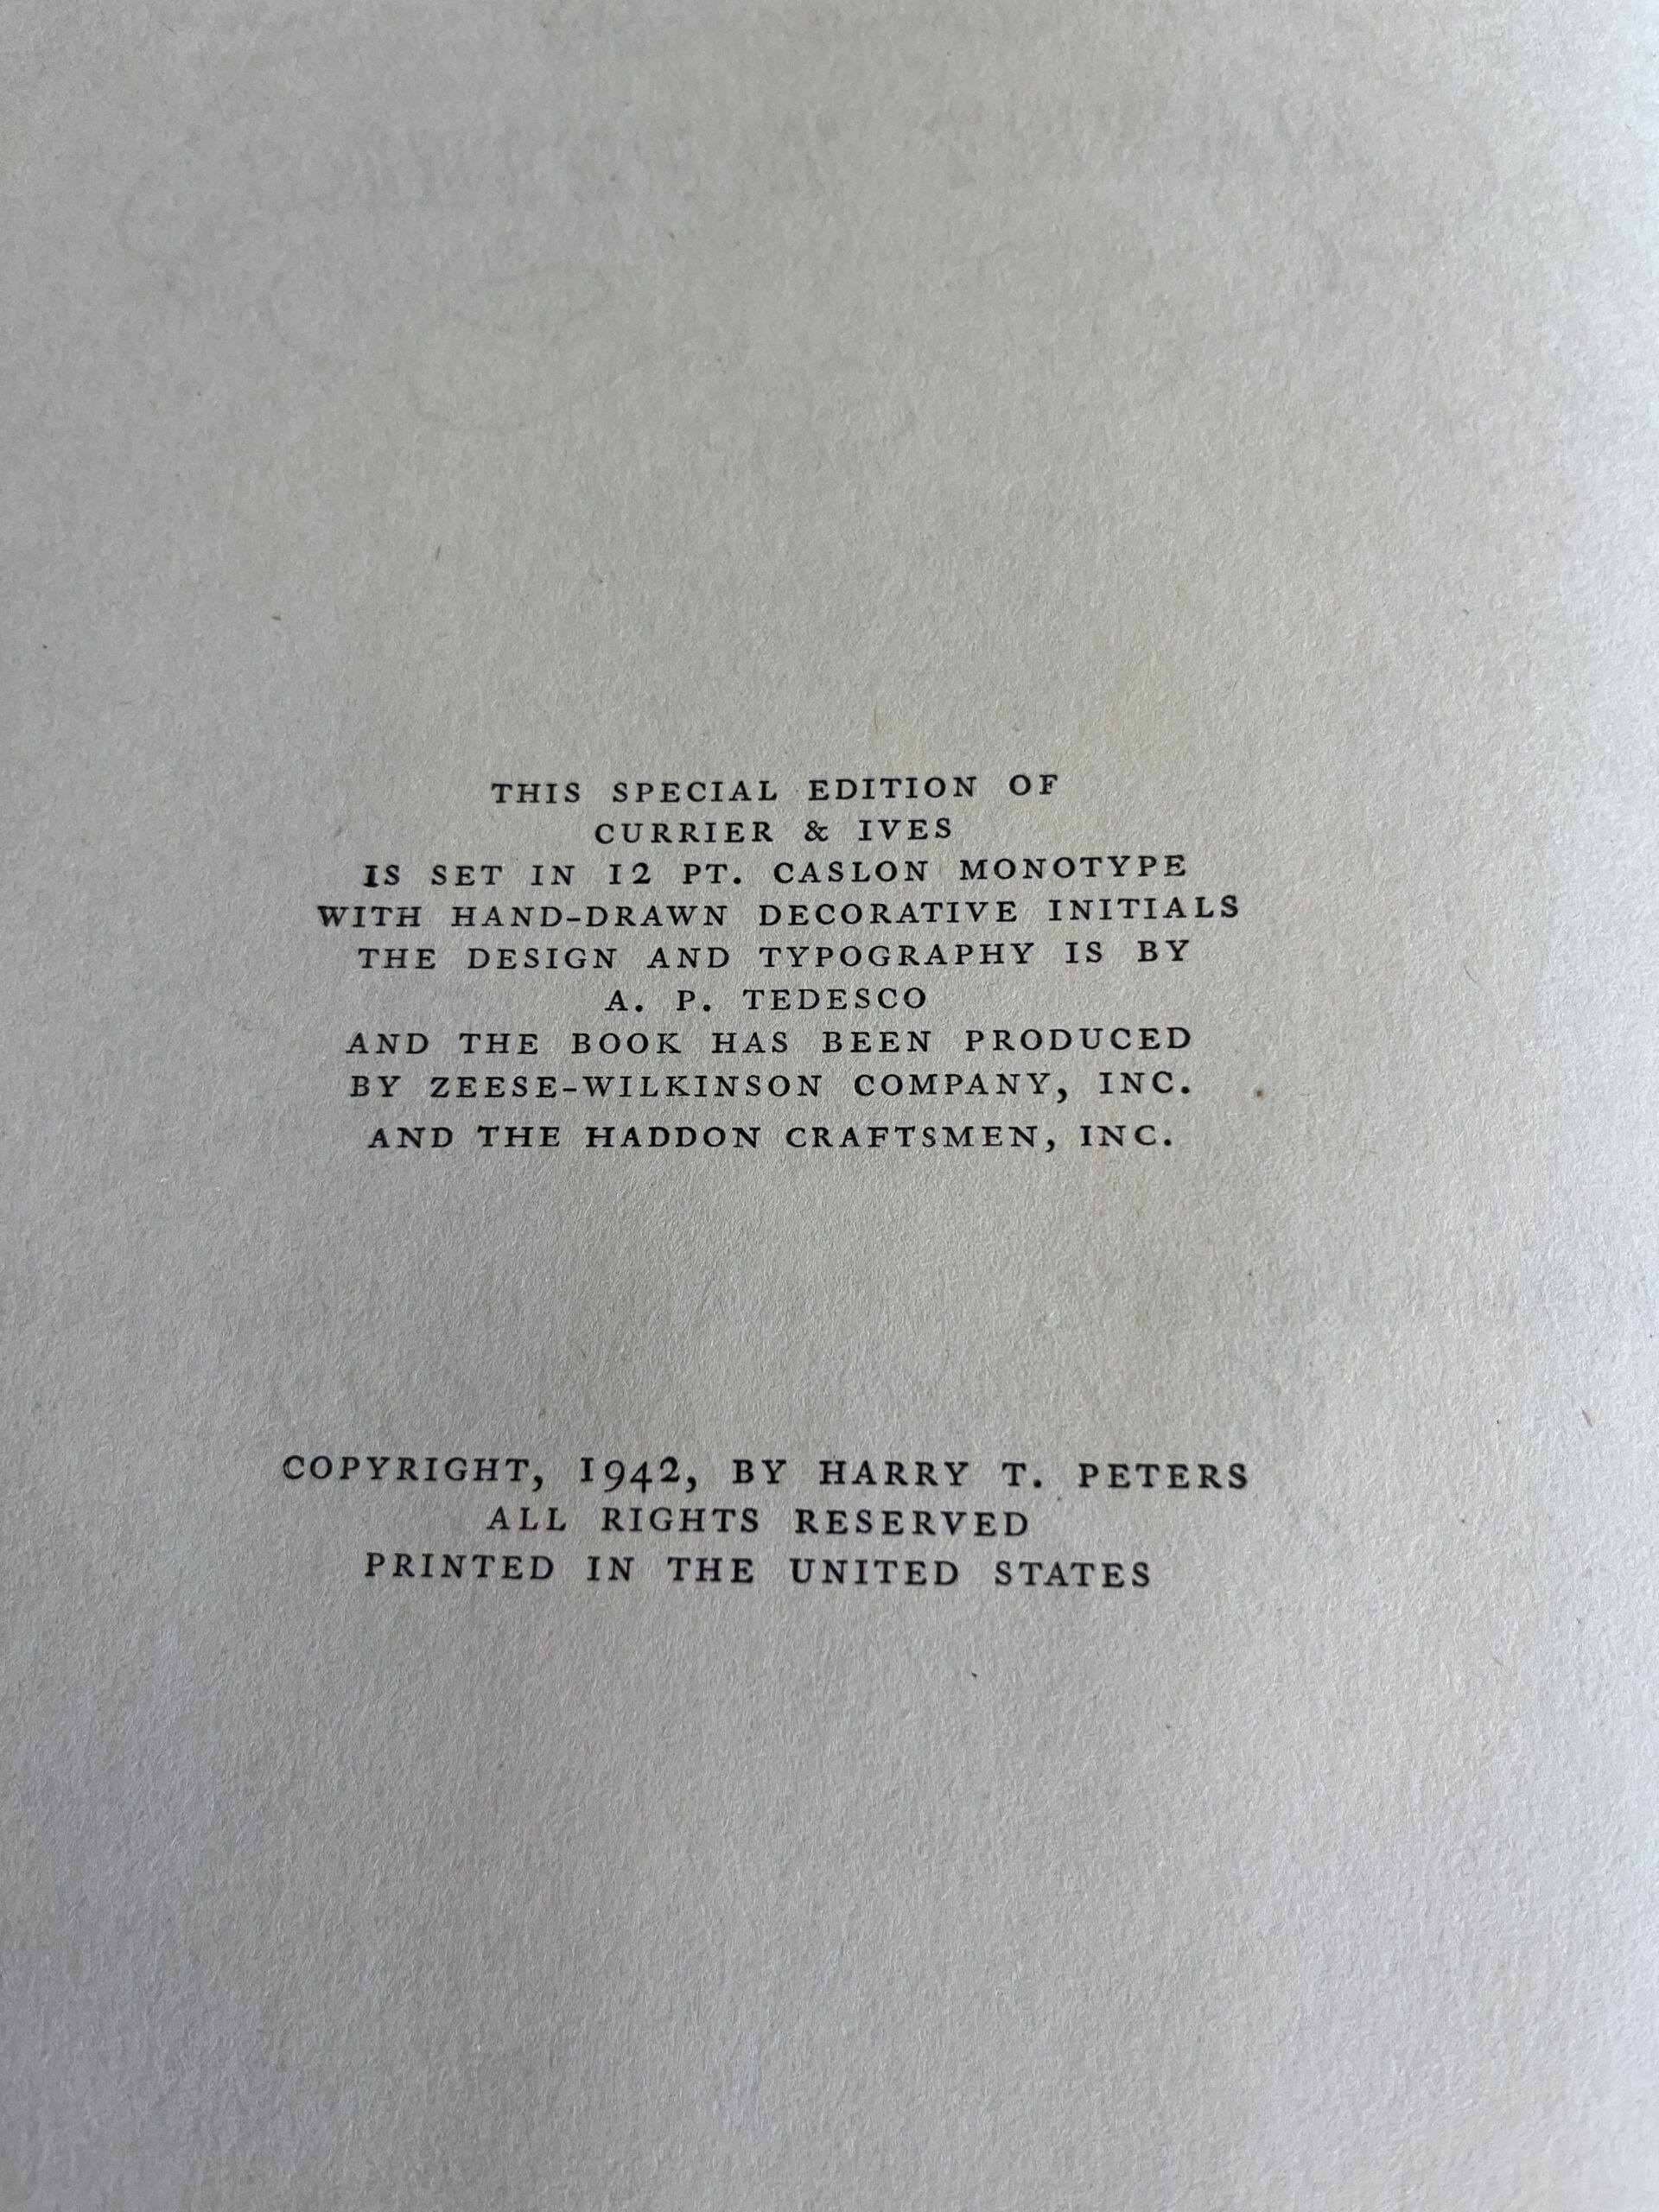 THIS SPECIAL EDITION OF
CURRIER & IVES
IS SET IN 12 PT. CASLON MONOTYPE
WITH HAND-DRAWN DECORATIVE INITIALS
THE DESIGN AND TYPOGRAPHY IS BY
A. P. TEDESCO
AND THE BOOK HAS BEEN PRODUCED
BY ZEESE-WILKINSON COMPANY, INC.
AND THE HADDON CRAFTSMEN, INC.
COPYRIGHT, 1942, BY HARRY T. PETERS
ALL RIGHTS RESERVED
PRINTED IN THE UNITED STATES